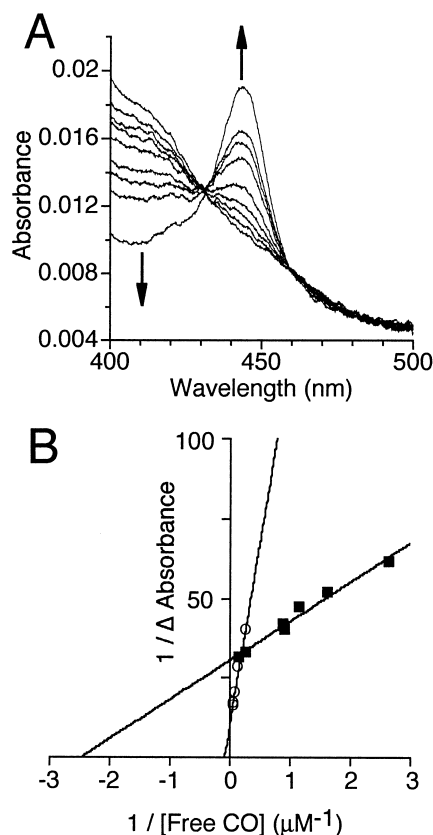 A
0.02
0.016
0.012
0.008
0.004
Absorbance
400
450
500
Wavelength (nm)
B
100
50
1 / Δ Absorbance
-3
-2
-1
0
1
2
3
1 / [Free CO] (μM-1)